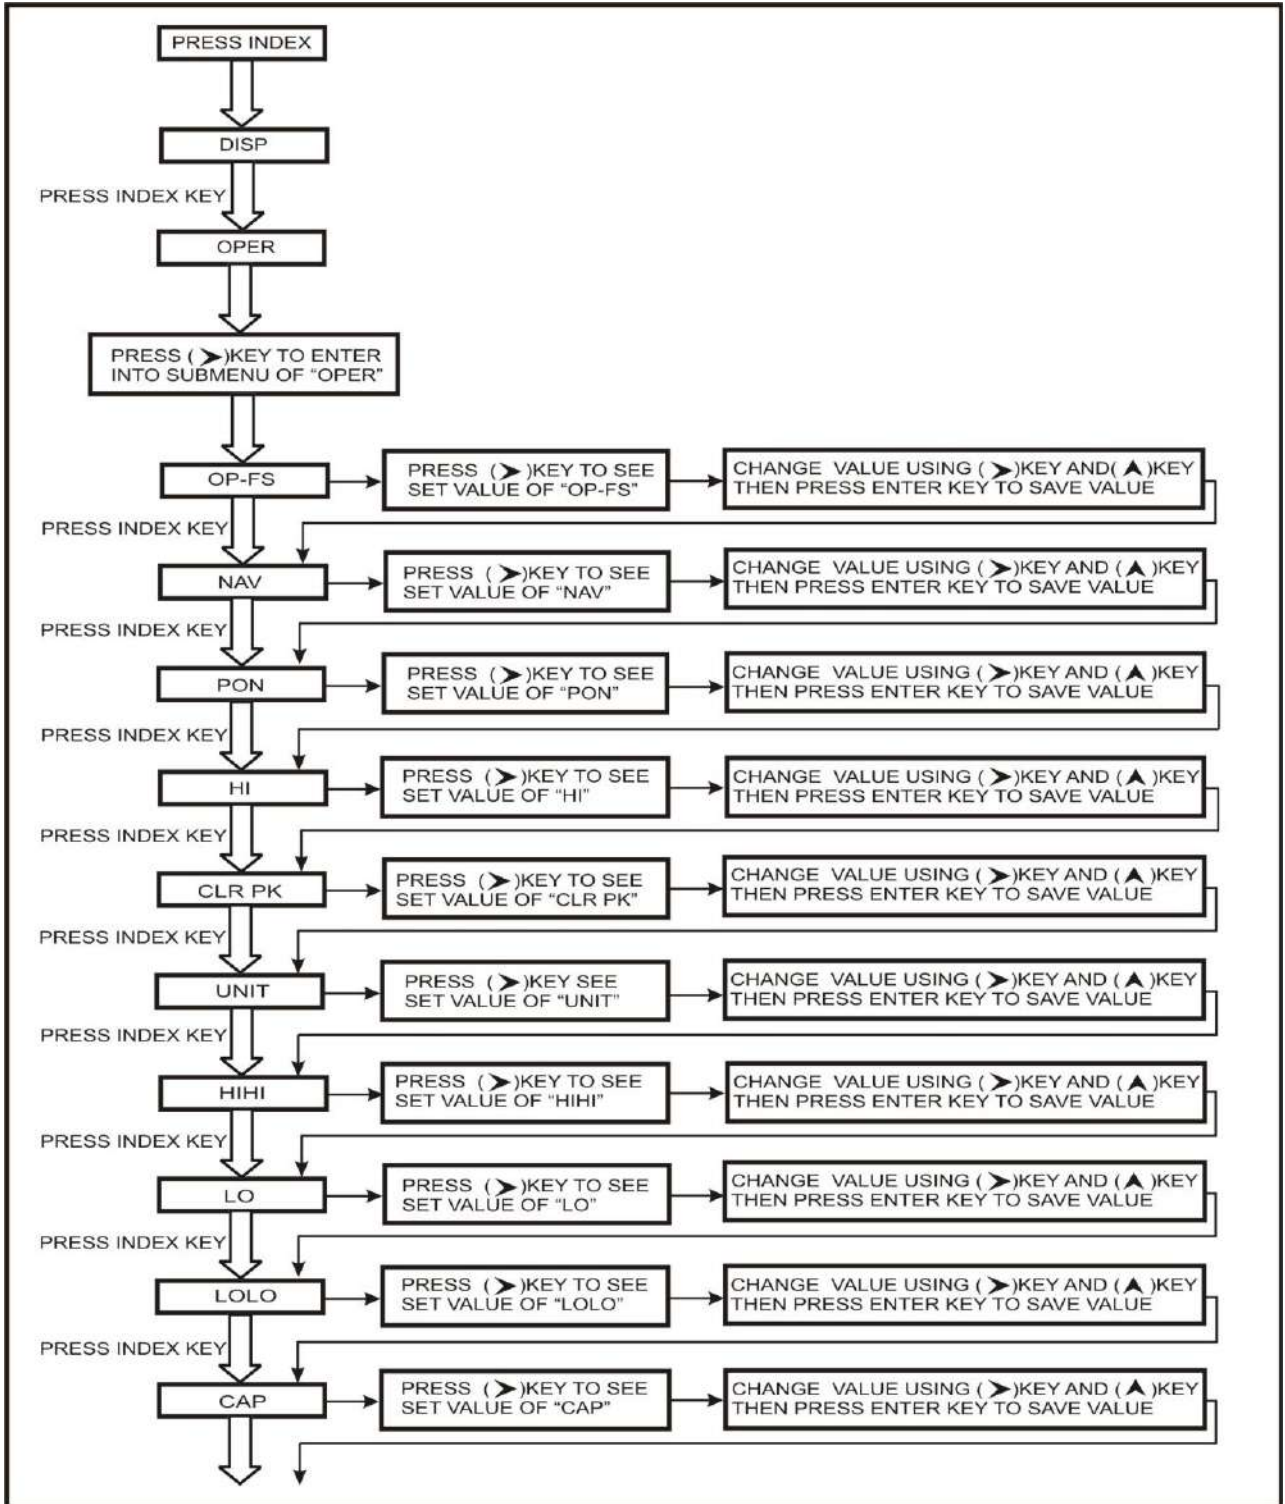 PRESS INDEX
DISP
PRESS INDEX KEY
OPER
PRESS (➤)KEY TO ENTER
INTO SUBMENU OF “OPER”
OP-FS
PRESS (➤)KEY TO SEE
SET VALUE OF “OP-FS”
CHANGE VALUE USING (➤)KEY AND(▲)KEY
THEN PRESS ENTER KEY TO SAVE VALUE
PRESS INDEX KEY
NAV
PRESS (➤)KEY TO SEE
SET VALUE OF “NAV”
CHANGE VALUE USING (➤)KEY AND (▲)KEY
THEN PRESS ENTER KEY TO SAVE VALUE
PRESS INDEX KEY
PON
PRESS (➤)KEY TO SEE
SET VALUE OF “PON”
CHANGE VALUE USING (➤)KEY AND (▲)KEY
THEN PRESS ENTER KEY TO SAVE VALUE
PRESS INDEX KEY
HI
PRESS (➤)KEY TO SEE
SET VALUE OF “HI”
CHANGE VALUE USING (➤)KEY AND (▲)KEY
THEN PRESS ENTER KEY TO SAVE VALUE
PRESS INDEX KEY
CLR PK
PRESS (➤)KEY TO SEE
SET VALUE OF “CLR PK”
CHANGE VALUE USING (➤)KEY AND (▲)KEY
THEN PRESS ENTER KEY TO SAVE VALUE
PRESS INDEX KEY
UNIT
PRESS (➤)KEY SEE
SET VALUE OF “UNIT”
CHANGE VALUE USING (➤)KEY AND (▲)KEY
THEN PRESS ENTER KEY TO SAVE VALUE
PRESS INDEX KEY
HIHI
PRESS (➤)KEY TO SEE
SET VALUE OF “HIHI”
CHANGE VALUE USING (➤)KEY AND (▲)KEY
THEN PRESS ENTER KEY TO SAVE VALUE
PRESS INDEX KEY
LO
PRESS (➤)KEY TO SEE
SET VALUE OF “LO”
CHANGE VALUE USING (➤)KEY AND (▲)KEY
THEN PRESS ENTER KEY TO SAVE VALUE
PRESS INDEX KEY
LOLO
PRESS (➤)KEY TO SEE
SET VALUE OF “LOLO”
CHANGE VALUE USING (➤)KEY AND (▲)KEY
THEN PRESS ENTER KEY TO SAVE VALUE
PRESS INDEX KEY
CAP
PRESS (➤)KEY TO SEE
SET VALUE OF “CAP”
CHANGE VALUE USING (➤)KEY AND (▲)KEY
THEN PRESS ENTER KEY TO SAVE VALUE